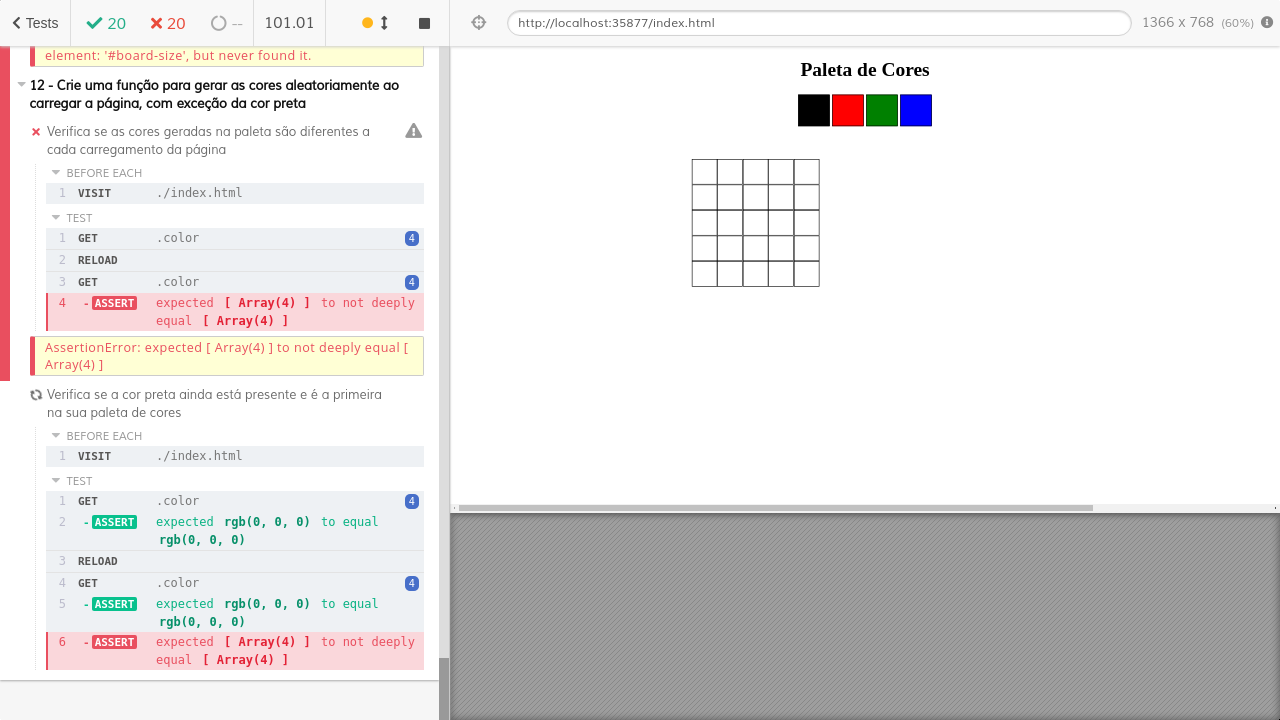 Tests
20
20
--
101.01
http://localhost:35877/index.html
1366 x 768 (60%)
element: '#board-size', but never found it.
12 - Crie uma função para gerar as cores aleatoriamente ao
carregar a página, com exceção da cor preta
Verifica se as cores geradas na paleta são diferentes a
cada carregamento da página
BEFORE EACH
1 VISIT ./index.html
TEST
1 GET .color 4
2 RELOAD
3 GET .color 4
4 - ASSERT expected [ Array(4) ] to not deeply
equal [ Array(4) ]
AssertionError: expected [ Array(4) ] to not deeply equal [
Array(4) ]
Verifica se a cor preta ainda está presente e é a primeira
na sua paleta de cores
BEFORE EACH
1 VISIT ./index.html
TEST
1 GET .color 4
2 - ASSERT expected rgb(0, 0, 0) to equal
rgb(0, 0, 0)
3 RELOAD
4 GET .color 4
5 - ASSERT expected rgb(0, 0, 0) to equal
rgb(0, 0, 0)
6 - ASSERT expected [ Array(4) ] to not deeply
equal [ Array(4) ]
Paleta de Cores